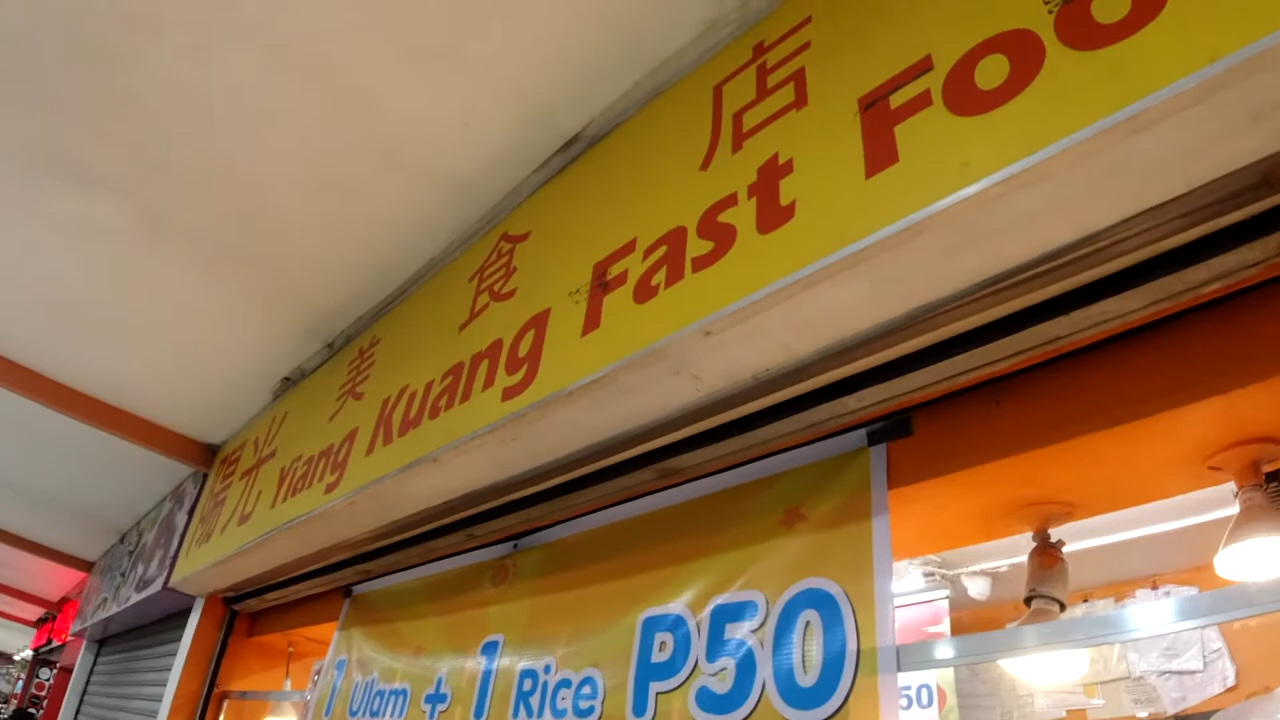 陽光美食店
Yiang Kuang Fast Foo
1 Ulam + 1 Rice P50
50